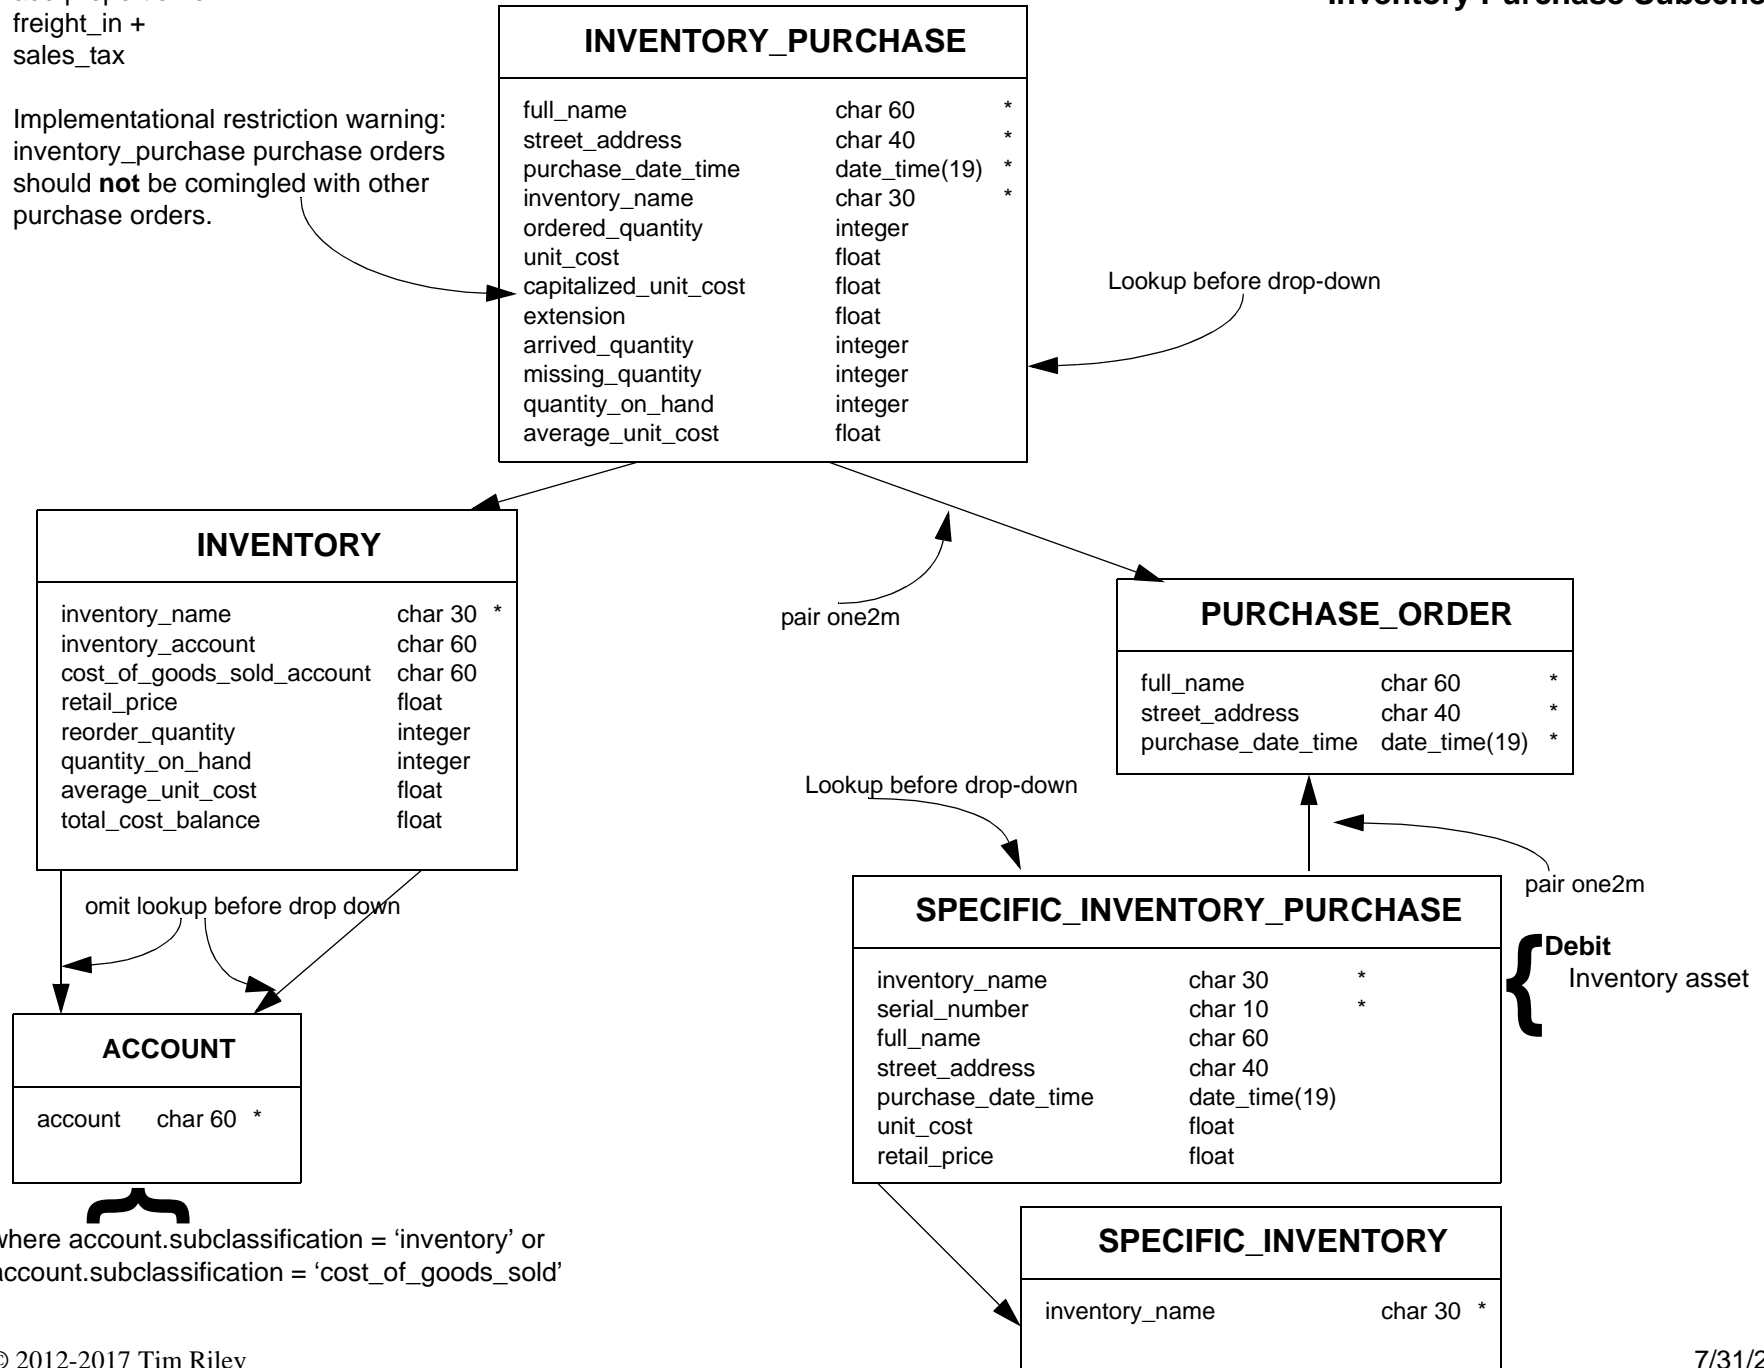 freight_in +
sales_tax
Implementational restriction warning:
inventory_purchase purchase orders
should not be comingled with other
purchase orders.
INVENTORY_PURCHASE
full_name char 60 *
street_address char 40 *
purchase_date_time date_time(19) *
inventory_name char 30 *
ordered_quantity integer
unit_cost float
capitalized_unit_cost float
extension float
arrived_quantity integer
missing_quantity integer
quantity_on_hand integer
average_unit_cost float
Lookup before drop-down
INVENTORY
inventory_name char 30 *
inventory_account char 60
cost_of_goods_sold_account char 60
retail_price float
reorder_quantity integer
quantity_on_hand integer
average_unit_cost float
total_cost_balance float
pair one2m
PURCHASE_ORDER
full_name char 60 *
street_address char 40 *
purchase_date_time date_time(19) *
Lookup before drop-down
pair one2m
omit lookup before drop down
SPECIFIC_INVENTORY_PURCHASE
inventory_name char 30 *
serial_number char 10 *
full_name char 60
street_address char 40
purchase_date_time date_time(19)
unit_cost float
retail_price float
Debit
Inventory asset
ACCOUNT
account char 60 *
where account.subclassification = ‘inventory’ or
account.subclassification = ‘cost_of_goods_sold’
SPECIFIC_INVENTORY
inventory_name char 30 *
© 2012-2017 Tim Riley
7/31/2